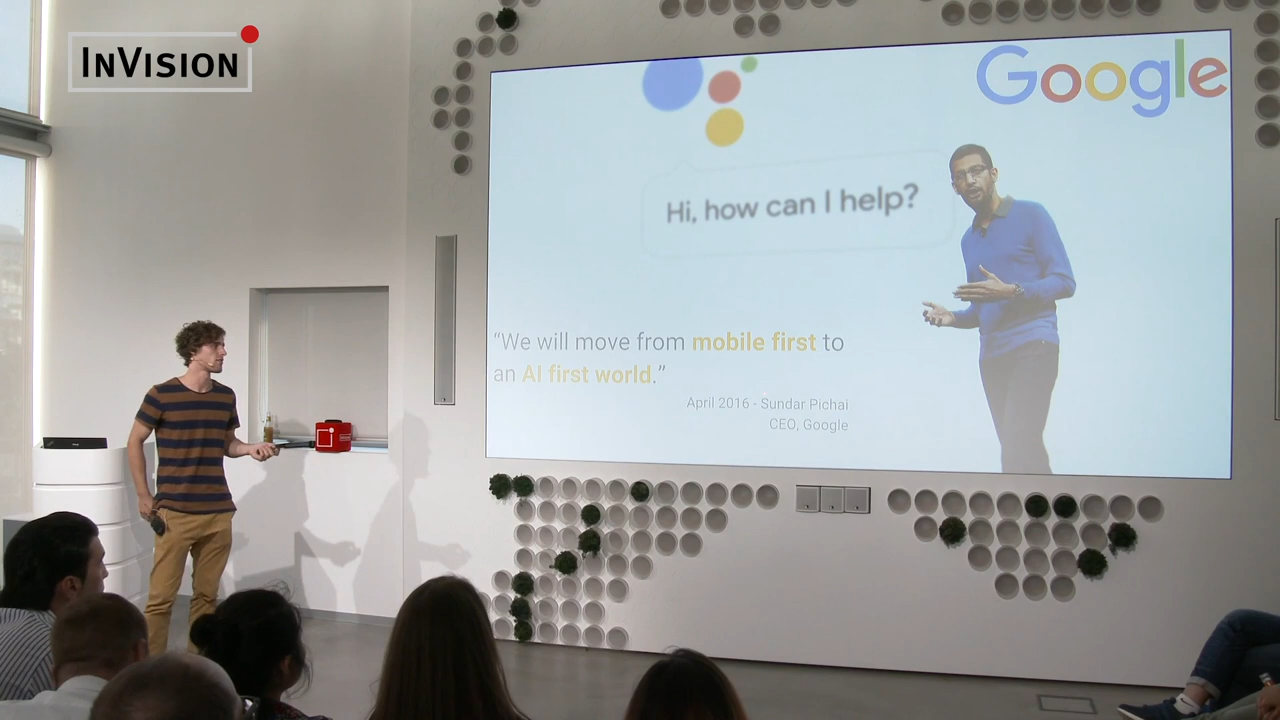 INVISION
Google
Hi, how can I help?
“We will move from mobile first to
an AI first world.”
April 2016 - Sundar Pichai
CEO, Google